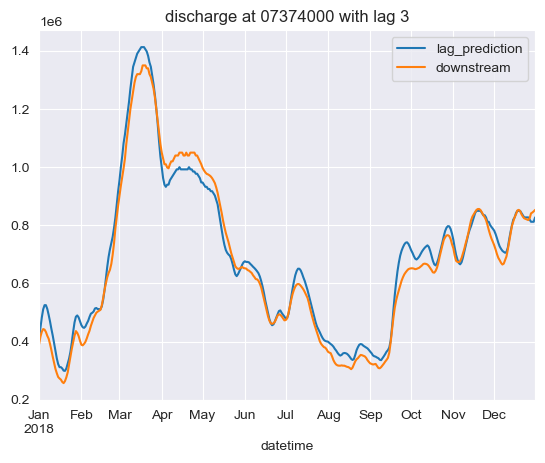 discharge at 07374000 with lag 3
1e6
lag_prediction
downstream
1.4
1.2
1.0
0.8
0.6
0.4
0.2
Jan Feb Mar Apr May Jun Jul Aug Sep Oct Nov Dec
2018
datetime